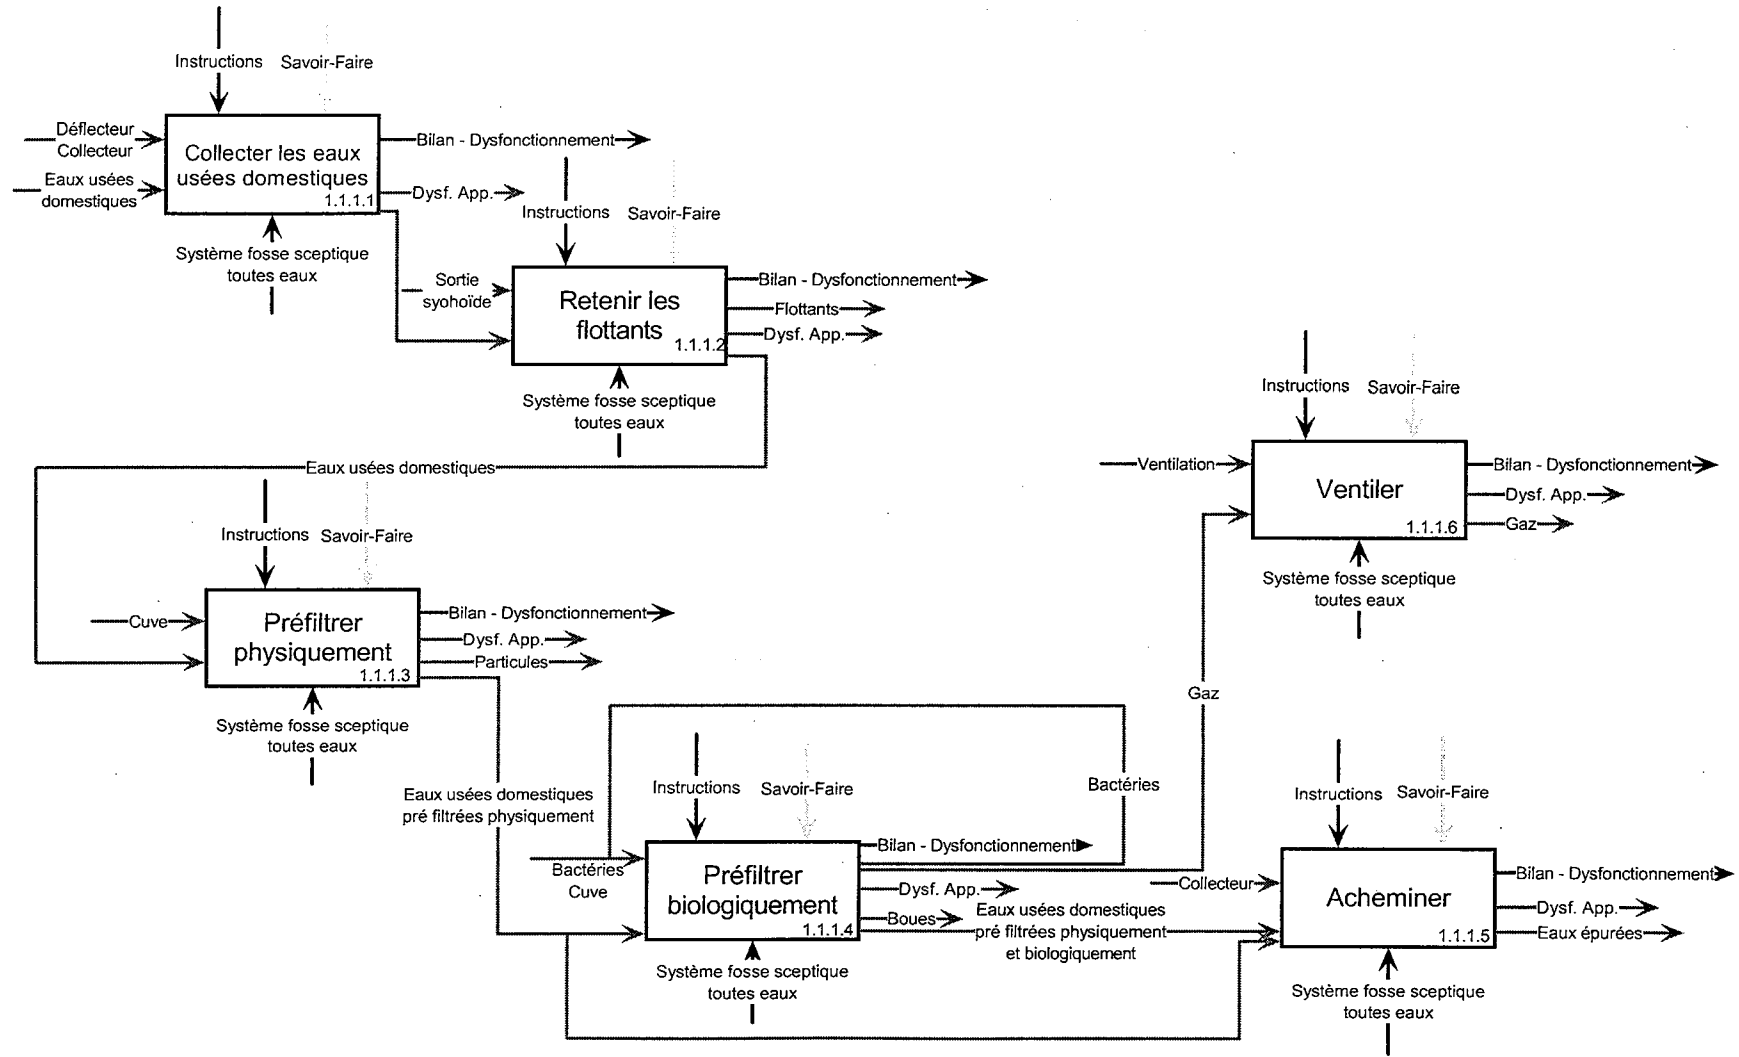 Instructions
Savoir-Faire
Déflecteur
Collecteur
Eaux usées
domestiques
Collecter les eaux
usées domestiques
1.1.1.1
Bilan - Dysfonctionnement
Dysf. App.
Système fosse sceptique
toutes eaux
Instructions
Savoir-Faire
Sortie
syohoïde
Retenir les
flottants
1.1.1.2
Bilan - Dysfonctionnement
Flottants
Dysf. App.
Système fosse sceptique
toutes eaux
Eaux usées domestiques
Instructions
Savoir-Faire
Cuve
Préfiltrer
physiquement
1.1.1.3
Bilan - Dysfonctionnement
Dysf. App.
Particules
Système fosse sceptique
toutes eaux
Eaux usées domestiques
pré filtrées physiquement
Instructions
Savoir-Faire
Bactéries
Bactéries
Cuve
Préfiltrer
biologiquement
1.1.1.4
Bilan - Dysfonctionnement
Dysf. App.
Boues
Eaux usées domestiques
pré filtrées physiquement
et biologiquement
Système fosse sceptique
toutes eaux
Gaz
Instructions
Savoir-Faire
Ventilation
Ventiler
1.1.1.6
Bilan - Dysfonctionnement
Dysf. App.
Gaz
Système fosse sceptique
toutes eaux
Instructions
Savoir-Faire
Collecteur
Acheminer
1.1.1.5
Bilan - Dysfonctionnement
Dysf. App.
Eaux épurées
Système fosse sceptique
toutes eaux